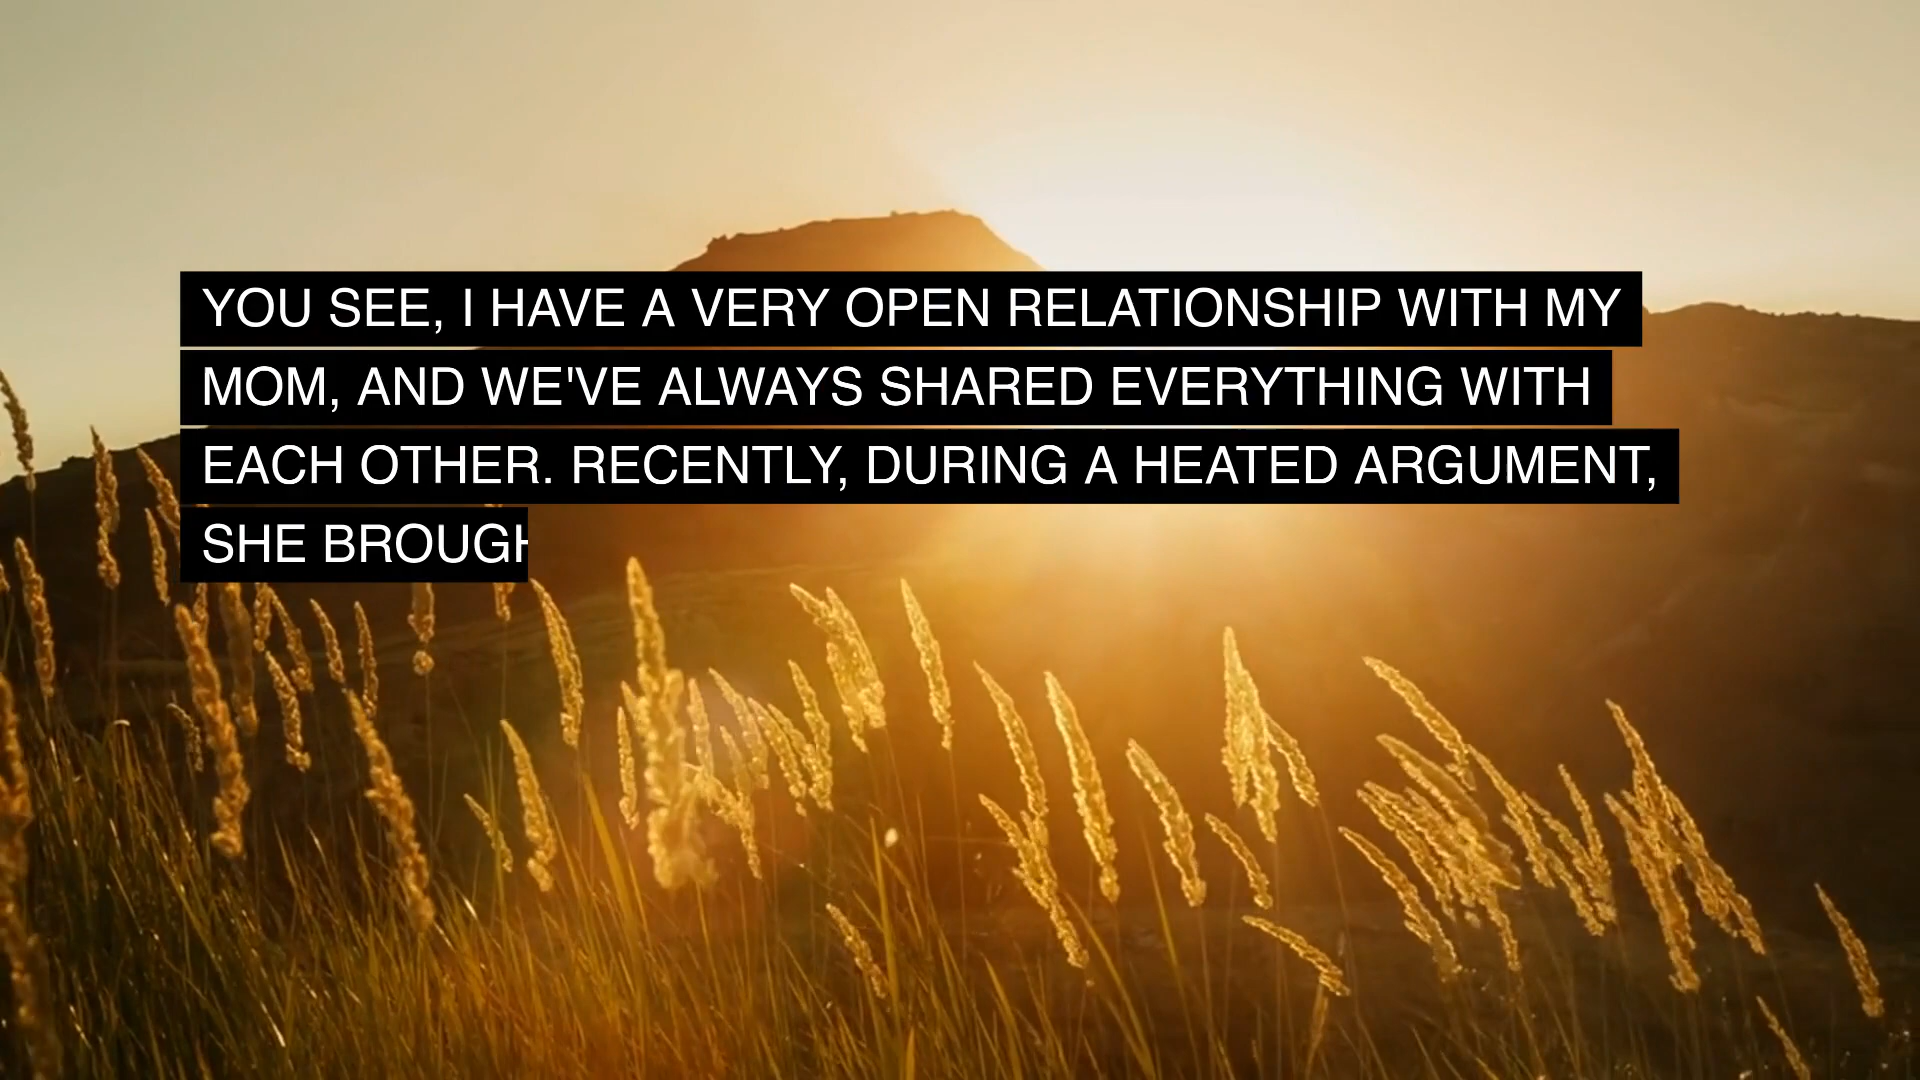 YOU SEE, I HAVE A VERY OPEN RELATIONSHIP WITH MY
MOM, AND WE'VE ALWAYS SHARED EVERYTHING WITH
EACH OTHER. RECENTLY, DURING A HEATED ARGUMENT,
SHE BROUGH